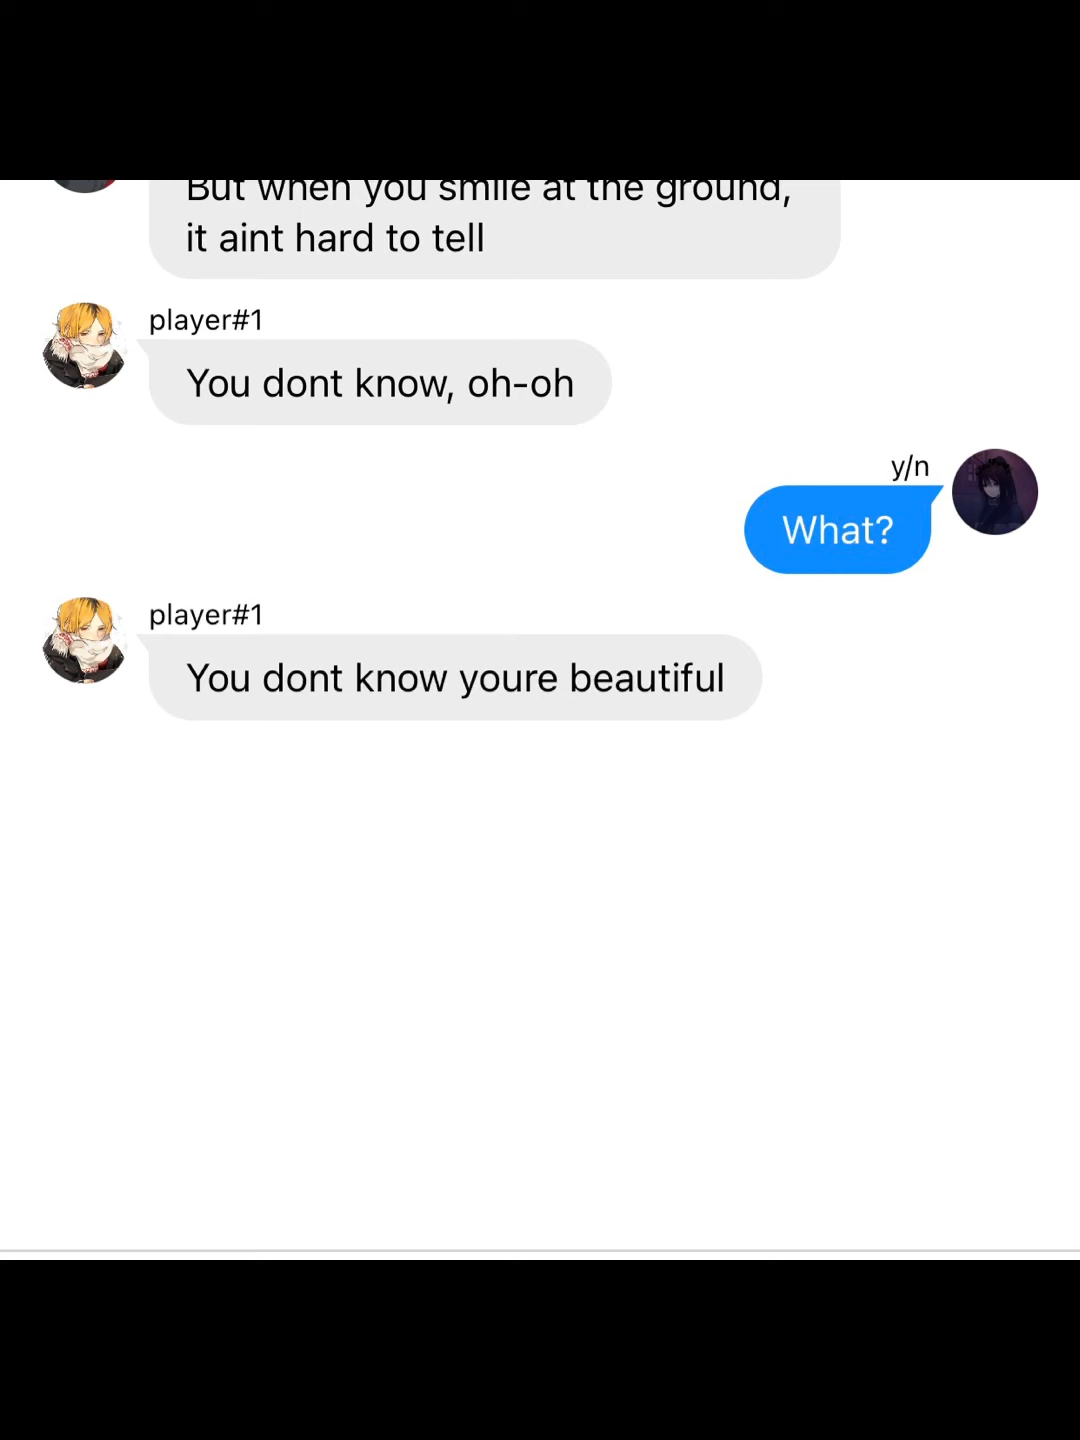 But when you smile at the ground,
it aint hard to tell
player#1
You dont know, oh-oh
y/n
What?
player#1
You dont know youre beautiful